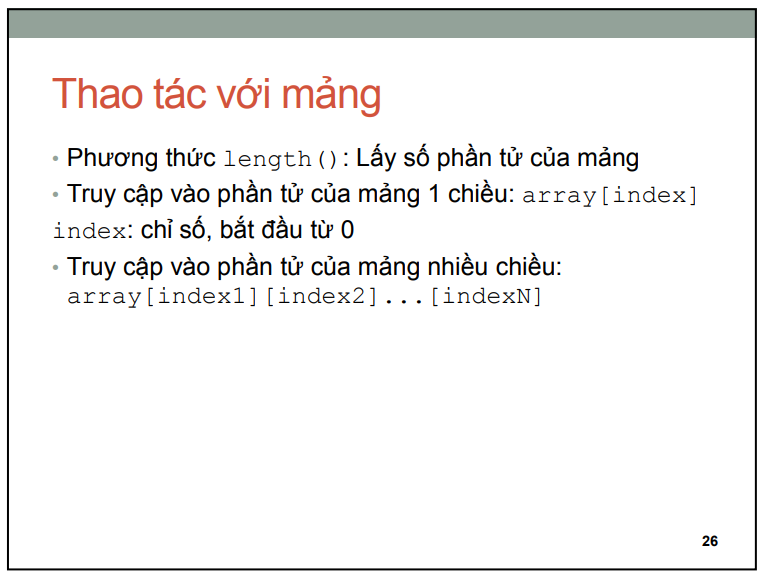 Thao tác với mảng
• Phương thức length(): Lấy số phần tử của mảng
• Truy cập vào phần tử của mảng 1 chiều: array[index]
index: chỉ số, bắt đầu từ 0
• Truy cập vào phần tử của mảng nhiều chiều:
array[index1][index2]...[indexN]
26